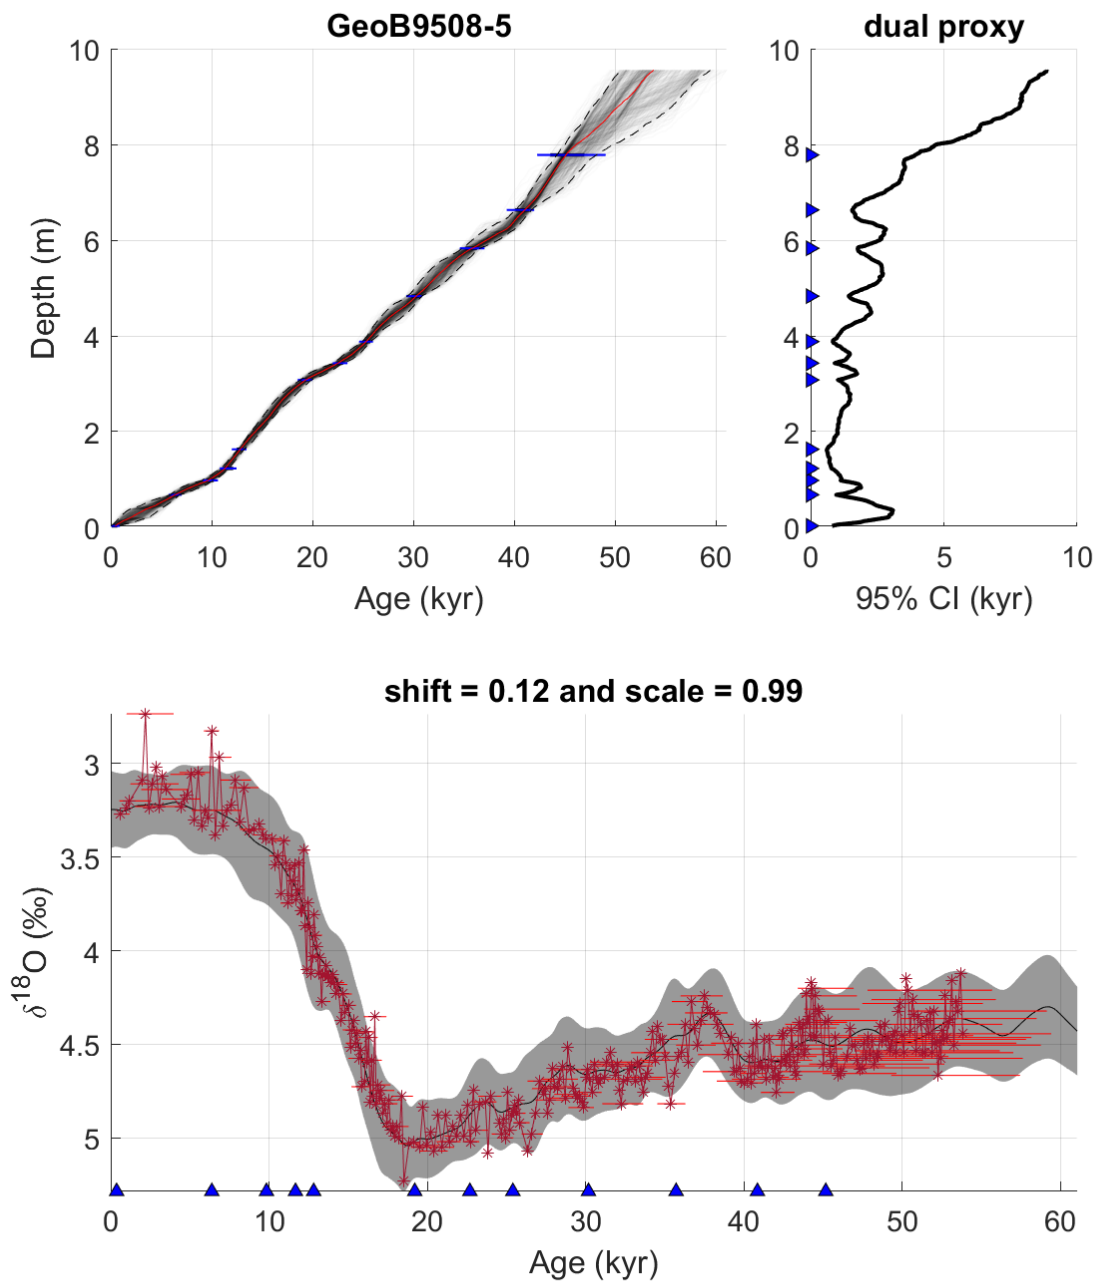 GeoB9508-5
dual proxy
10
8
6
4
2
0
Depth (m)
0 10 20 30 40 50 60
Age (kyr)
10
8
6
4
2
0
0 5 10
95% CI (kyr)
shift = 0.12 and scale = 0.99
3
3.5
4
4.5
5
δ18O (‰)
0 10 20 30 40 50 60
Age (kyr)